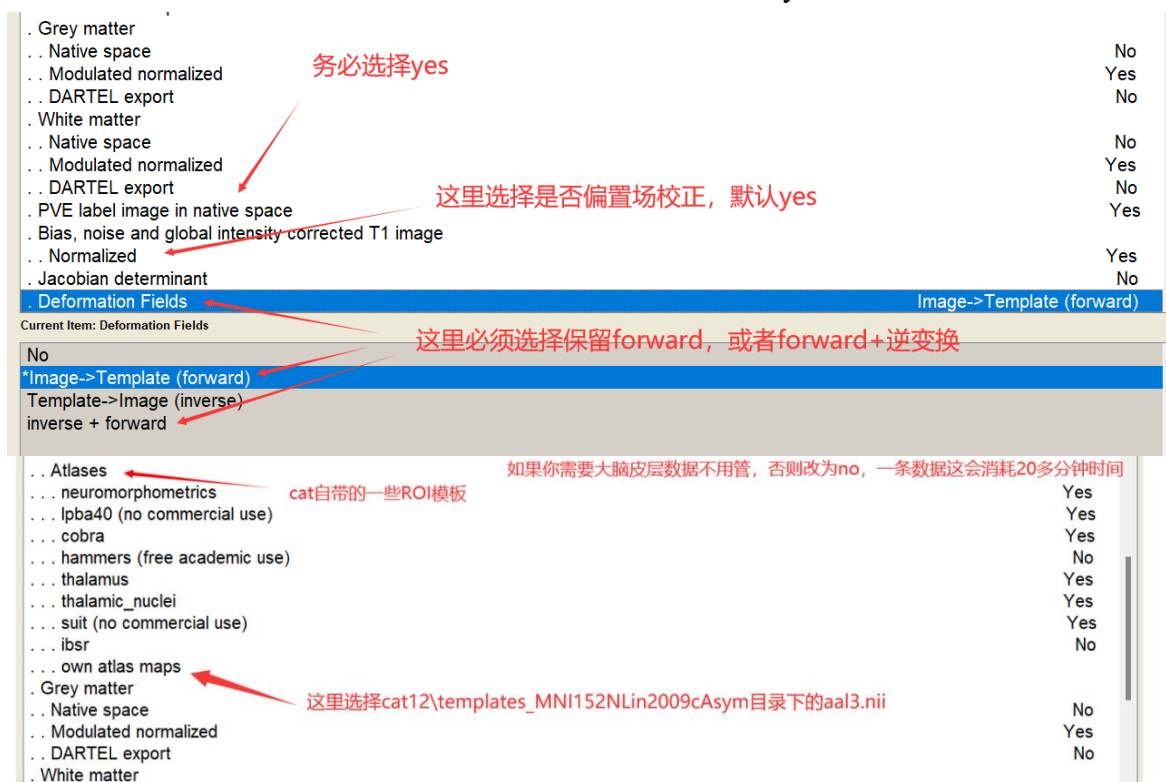 . Grey matter
. . Native space No
. . Modulated normalized Yes
务必选择yes
. . DARTEL export No
. White matter
. . Native space No
. . Modulated normalized Yes
. . DARTEL export No
这里选择是否偏置场校正，默认yes
. PVE label image in native space Yes
. Bias, noise and global intensity corrected T1 image
. . Normalized Yes
. Jacobian determinant No
. Deformation Fields Image->Template (forward)
Current Item: Deformation Fields
这里必须选择保留forward，或者forward+逆变换
No
*Image->Template (forward)
Template->Image (inverse)
inverse + forward
. . Atlases
如果你需要大脑皮层数据不用管，否则改为no，一条数据这会消耗20多分钟时间
. . . neuromorphometrics Yes
cat自带的一些ROI模板
. . . lpba40 (no commercial use) Yes
. . . cobra Yes
. . . hammers (free academic use) No
. . . thalamus Yes
. . . thalamic_nuclei Yes
. . . suit (no commercial use) Yes
. . . ibsr No
. . . own atlas maps
. Grey matter
这里选择cat12\templates_MNI152NLin2009cAsym目录下的aal3.nii
. . Native space No
. . Modulated normalized Yes
. . DARTEL export No
. White matter